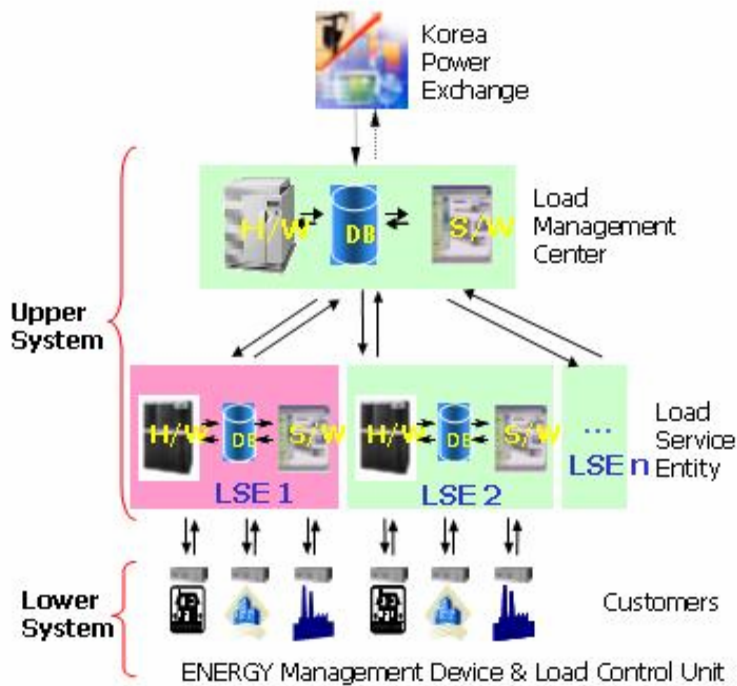 Korea
Power
Exchange
H/W
DB
S/W
Load
Management
Center
Upper
System
H/W
DB
S/W
LSE 1
H/W
DB
S/W
LSE 2
...
LSE n
Load
Service
Entity
Lower
System
Customers
ENERGY Management Device & Load Control Unit